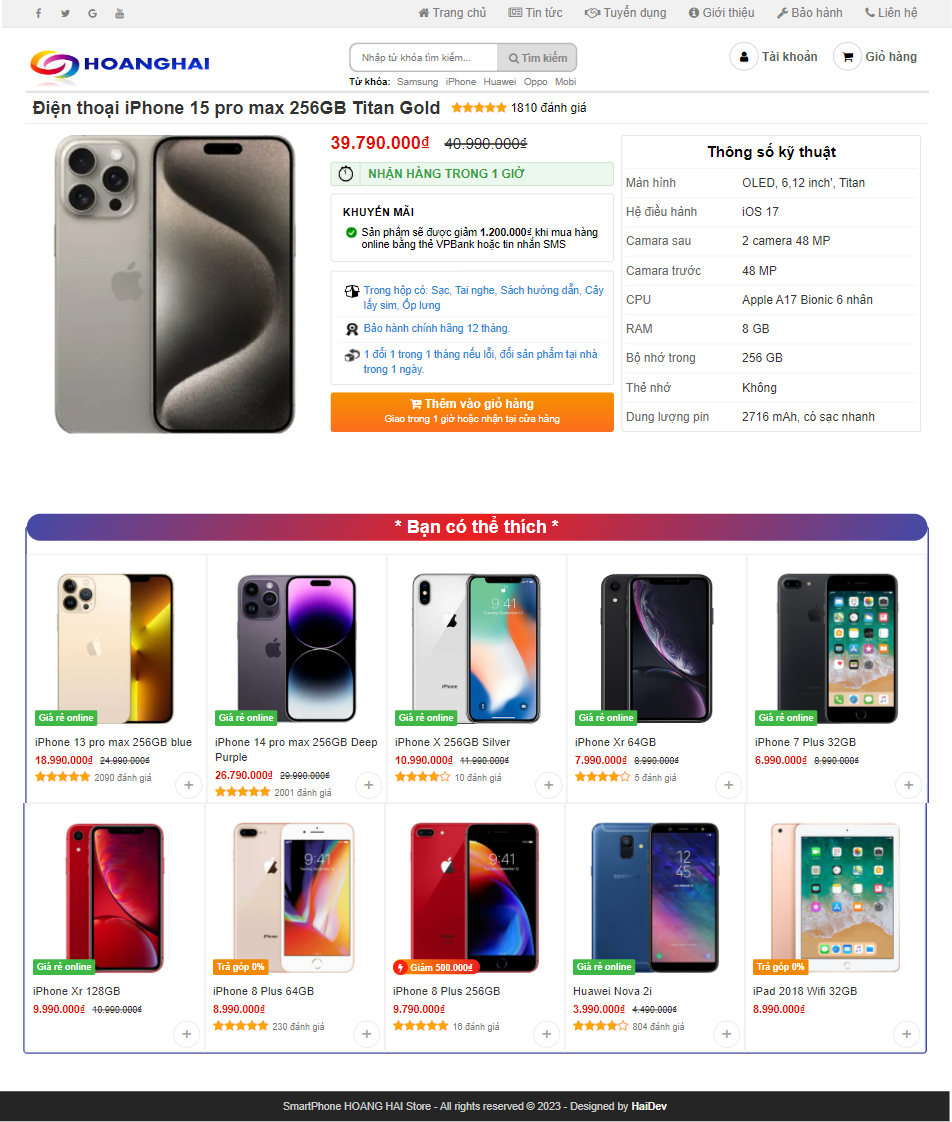 Trang chủ Tin tức Tuyển dụng Giới thiệu Bảo hành Liên hệ
HOANGHAI
Nhập từ khóa tìm kiếm... Tìm kiếm
Tài khoản Giỏ hàng
Từ khóa: Samsung iPhone Huawei Oppo Mobi
Điện thoại iPhone 15 pro max 256GB Titan Gold 1810 đánh giá
39.790.000₫ 40.990.000₫
NHẬN HÀNG TRONG 1 GIỜ
KHUYẾN MÃI
Sản phẩm sẽ được giảm 1.200.000₫ khi mua hàng
online bằng thẻ VPBank hoặc tin nhắn SMS
Trong hộp có: Sạc, Tai nghe, Sách hướng dẫn, Cây
lấy sim, Ốp lưng
Bảo hành chính hãng 12 tháng.
1 đổi 1 trong 1 tháng nếu lỗi, đổi sản phẩm tại nhà
trong 1 ngày.
Thêm vào giỏ hàng
Giao trong 1 giờ hoặc nhận tại cửa hàng
Thông số kỹ thuật
Màn hình OLED, 6,12 inch', Titan
Hệ điều hành iOS 17
Camara sau 2 camera 48 MP
Camara trước 48 MP
CPU Apple A17 Bionic 6 nhân
RAM 8 GB
Bộ nhớ trong 256 GB
Thẻ nhớ Không
Dung lượng pin 2716 mAh, có sạc nhanh
* Bạn có thể thích *
Giá rẻ online
iPhone 13 pro max 256GB blue
18.990.000₫ 24.990.000₫
2090 đánh giá
+
Giá rẻ online
iPhone 14 pro max 256GB Deep
Purple
26.790.000₫ 29.990.000₫
2001 đánh giá
+
9:41
iPhone
Giá rẻ online
iPhone X 256GB Silver
10.990.000₫ 11.990.000₫
10 đánh giá
+
Giá rẻ online
iPhone Xr 64GB
7.990.000₫ 8.990.000₫
5 đánh giá
+
Giá rẻ online
iPhone 7 Plus 32GB
6.990.000₫ 8.990.000₫
+
Giá rẻ online
iPhone Xr 128GB
9.990.000₫ 10.990.000₫
+
9:41
iPhone
Trả góp 0%
iPhone 8 Plus 64GB
8.990.000₫
230 đánh giá
+
9:41
Giảm 500.000₫
iPhone 8 Plus 256GB
9.790.000₫
16 đánh giá
+
SAMSUNG
12
45
Giá rẻ online
Huawei Nova 2i
3.990.000₫ 4.490.000₫
804 đánh giá
+
Trả góp 0%
iPad 2018 Wifi 32GB
8.990.000₫
+
SmartPhone HOANG HAI Store - All rights reserved © 2023 - Designed by HaiDev